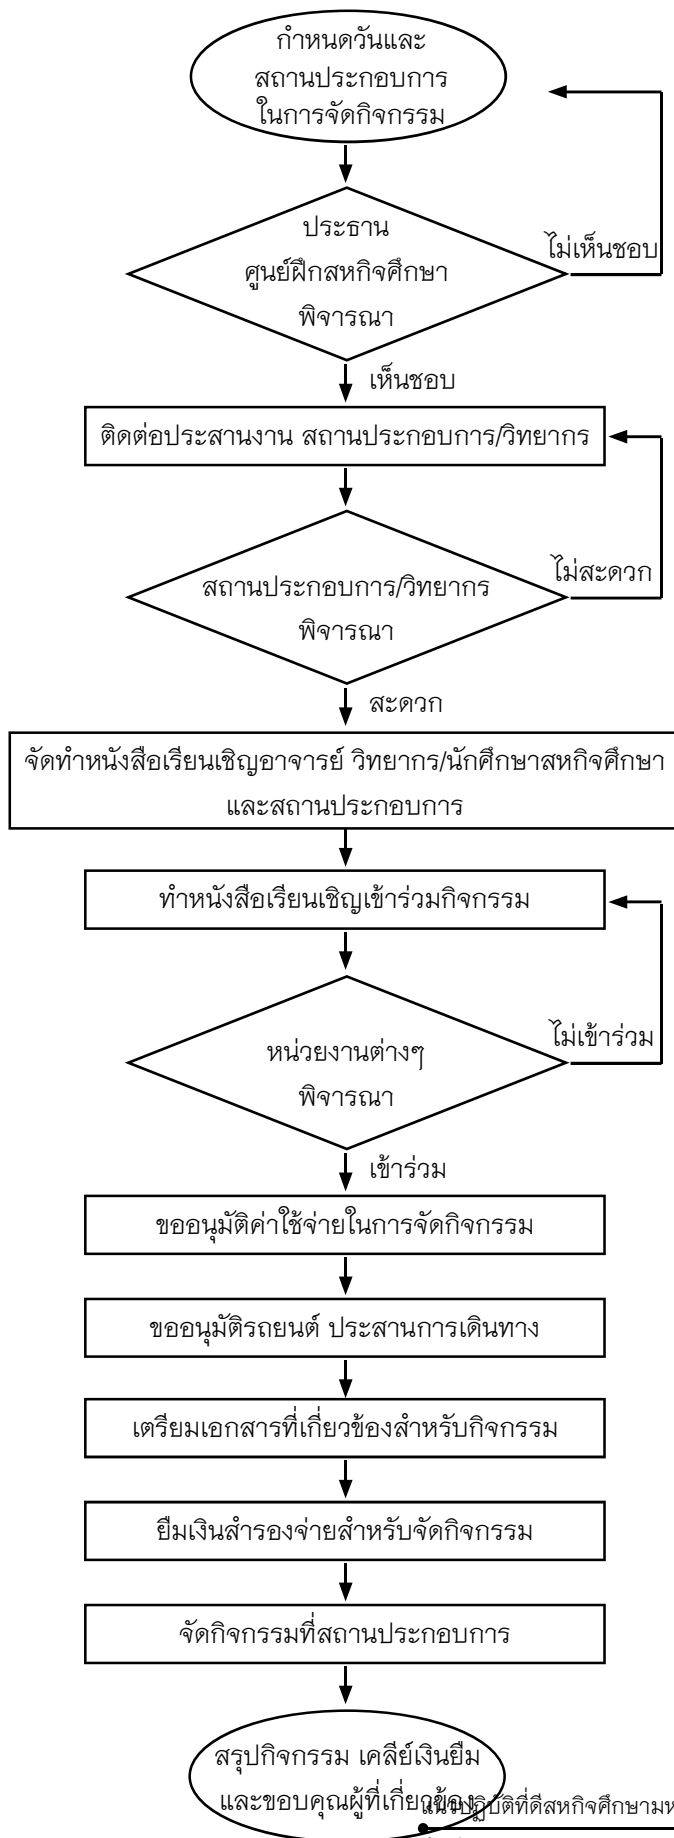 กำหนดวันและ
สถานประกอบการ
ในการจัดกิจกรรม
ประธาน
ศูนย์ฝึกสหกิจศึกษา
พิจารณา
ไม่เห็นชอบ
เห็นชอบ
ติดต่อประสานงาน สถานประกอบการ/วิทยากร
สถานประกอบการ/วิทยากร
พิจารณา
ไม่สะดวก
สะดวก
จัดทำหนังสือเรียนเชิญอาจารย์ วิทยากร/นักศึกษาสหกิจศึกษา
และสถานประกอบการ
ทำหนังสือเรียนเชิญเข้าร่วมกิจกรรม
หน่วยงานต่างๆ
พิจารณา
ไม่เข้าร่วม
เข้าร่วม
ขออนุมัติค่าใช้จ่ายในการจัดกิจกรรม
ขออนุมัติรถยนต์ ประสานการเดินทาง
เตรียมเอกสารที่เกี่ยวข้องสำหรับกิจกรรม
ยืมเงินสำรองจ่ายสำหรับจัดกิจกรรม
จัดกิจกรรมที่สถานประกอบการ
สรุปกิจกรรม เคลีย์เงินยืม
และขอบคุณผู้ที่เกี่ยวข้อง
แนวปฏิบัติที่ดีสหกิจศึกษามห